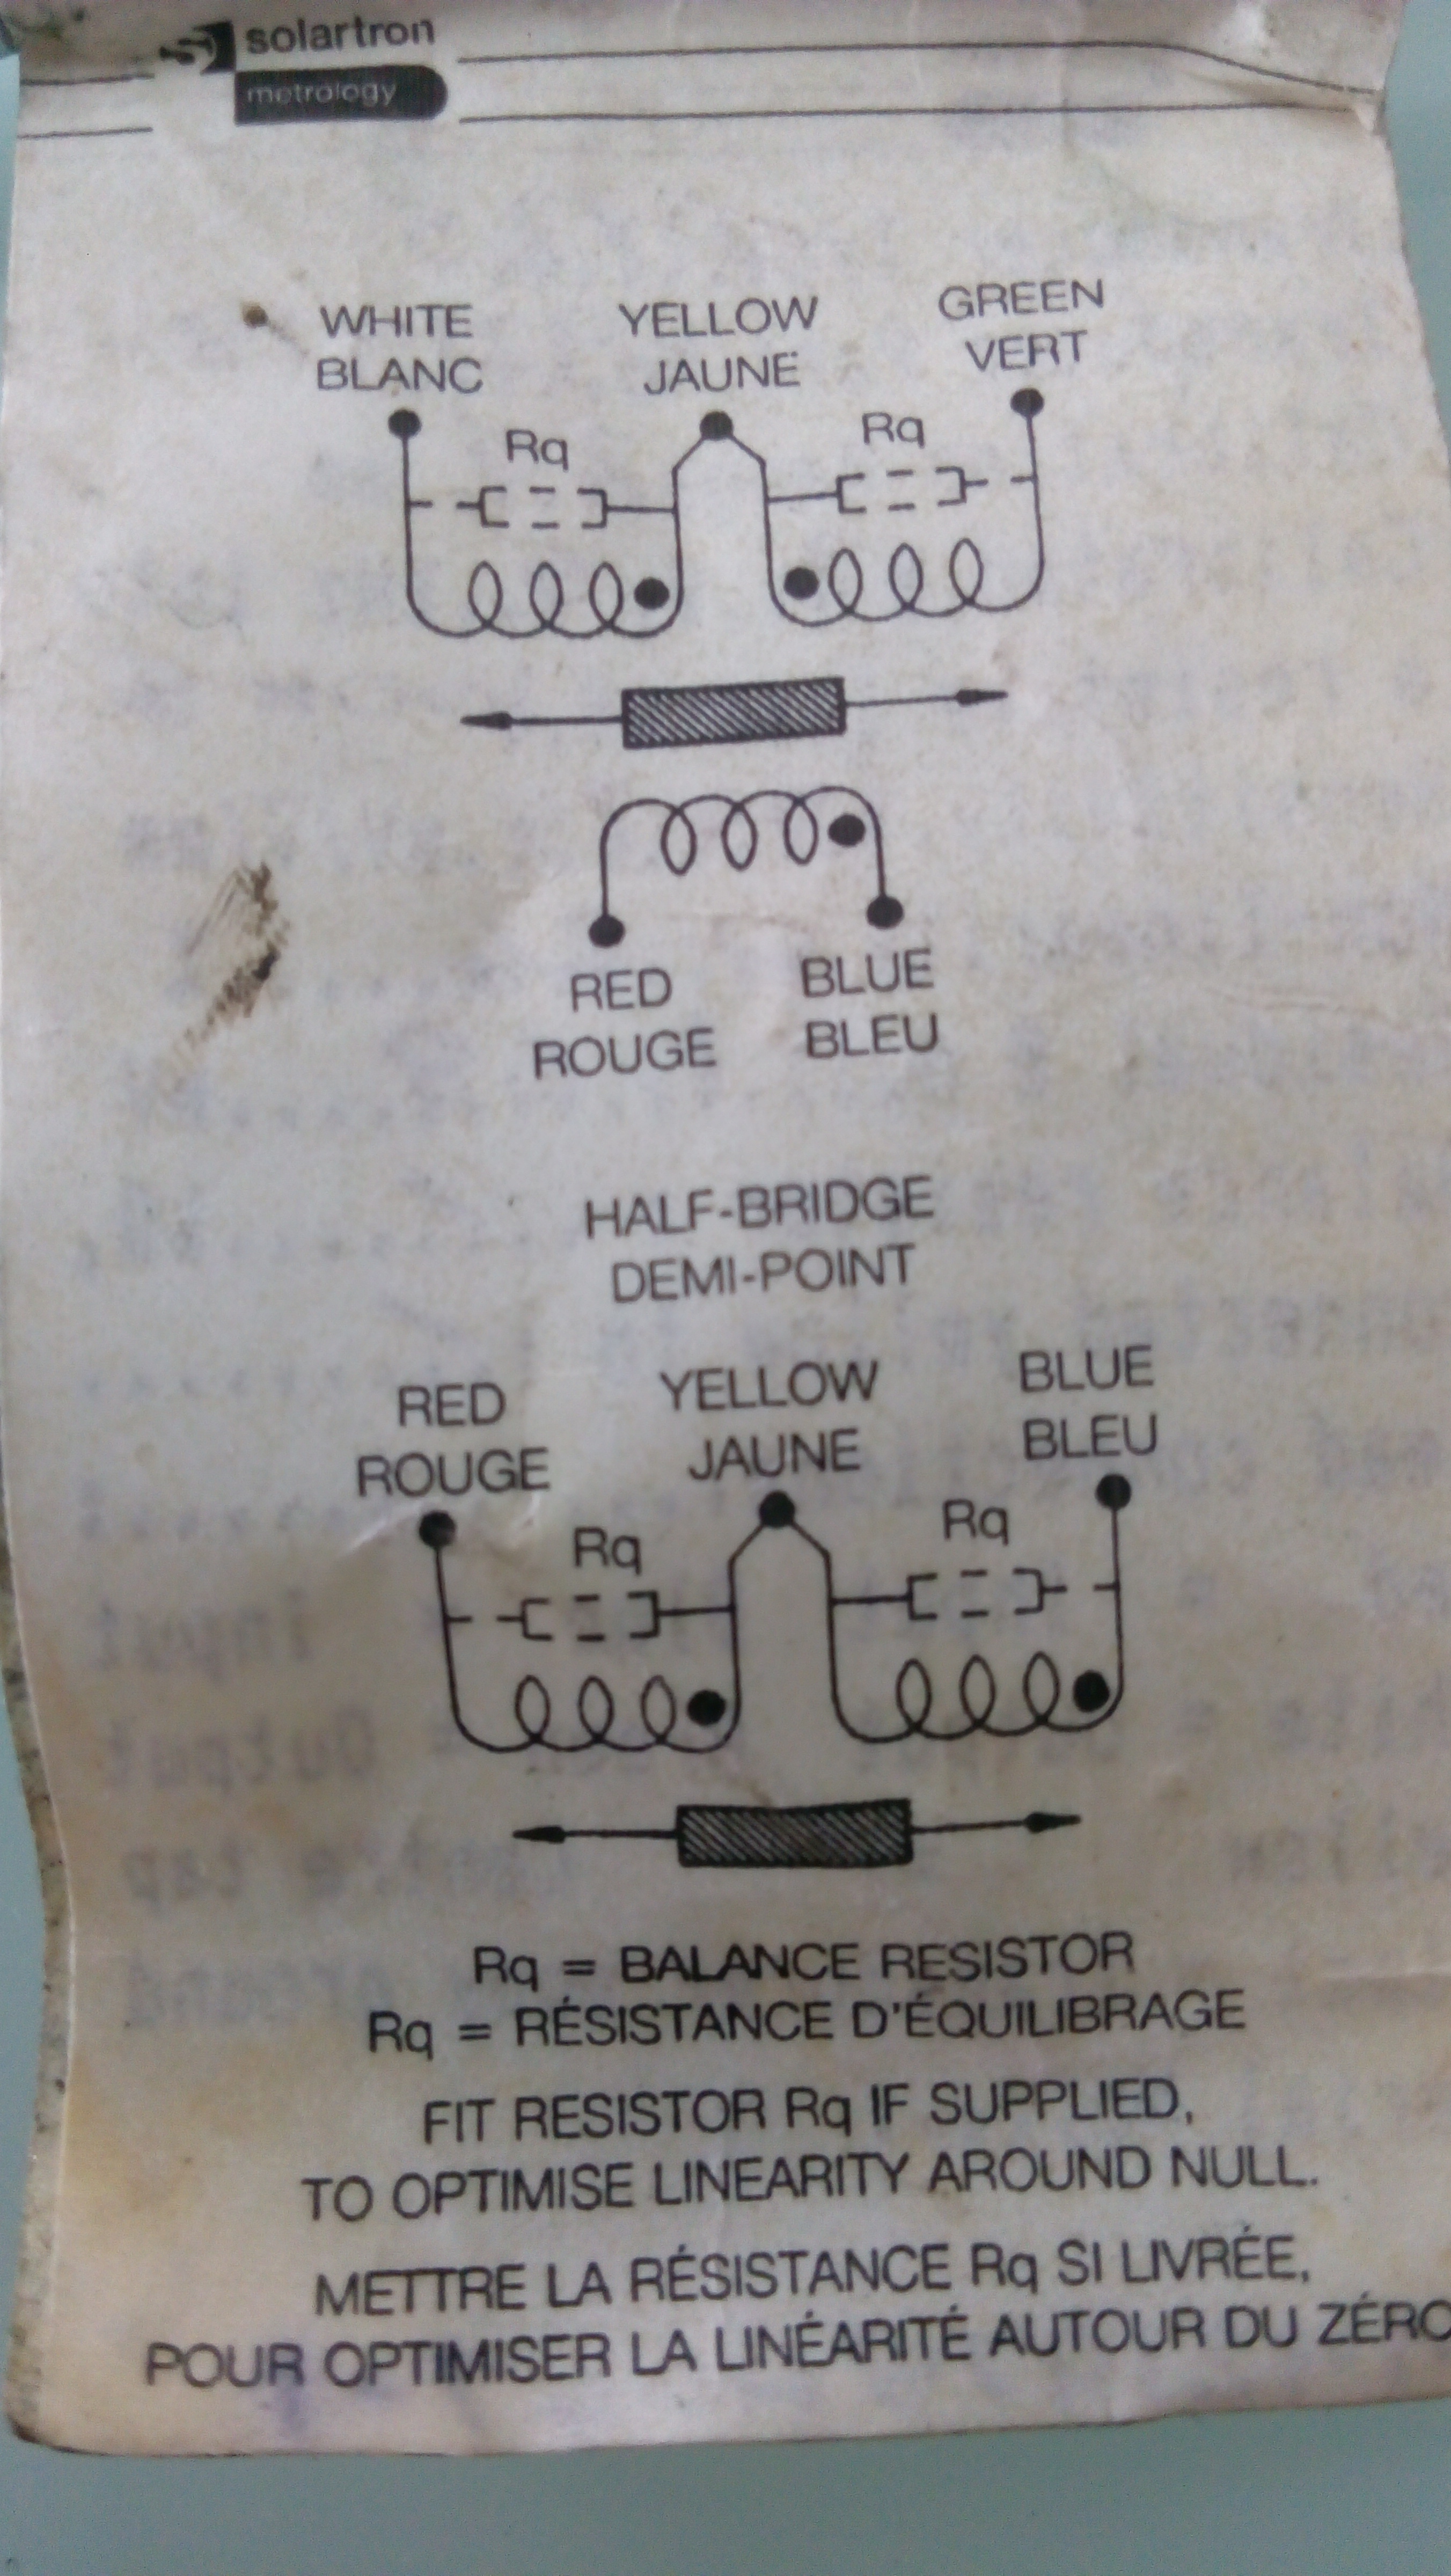 solartron
metrology
WHITE YELLOW GREEN
BLANC JAUNE VERT
Rq Rq
RED BLUE
ROUGE BLEU
HALF-BRIDGE
DEMI-POINT
RED YELLOW BLUE
ROUGE JAUNE BLEU
Rq Rq
Rq = BALANCE RESISTOR
Rq = RÉSISTANCE D'ÉQUILIBRAGE
FIT RESISTOR Rq IF SUPPLIED,
TO OPTIMISE LINEARITY AROUND NULL.
METTRE LA RÉSISTANCE Rq SI LIVRÉE,
POUR OPTIMISER LA LINÉARITÉ AUTOUR DU ZÉRO